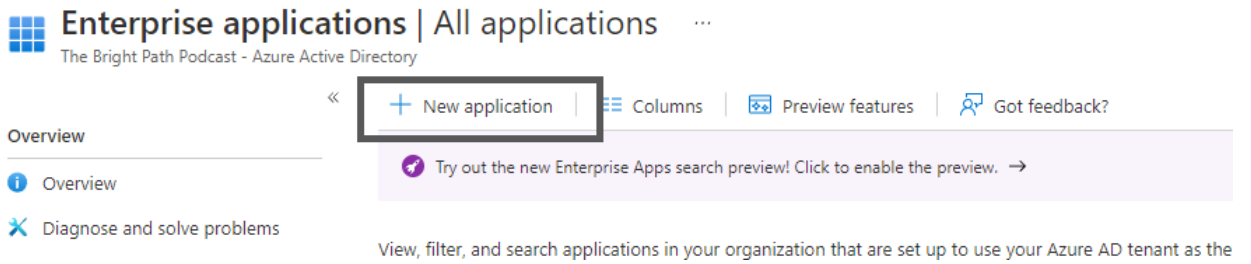 Enterprise applications | All applications ...
The Bright Path Podcast - Azure Active Directory
«
+ New application | Columns | Preview features | Got feedback?
Overview
Try out the new Enterprise Apps search preview! Click to enable the preview. →
Overview
Diagnose and solve problems
View, filter, and search applications in your organization that are set up to use your Azure AD tenant as the